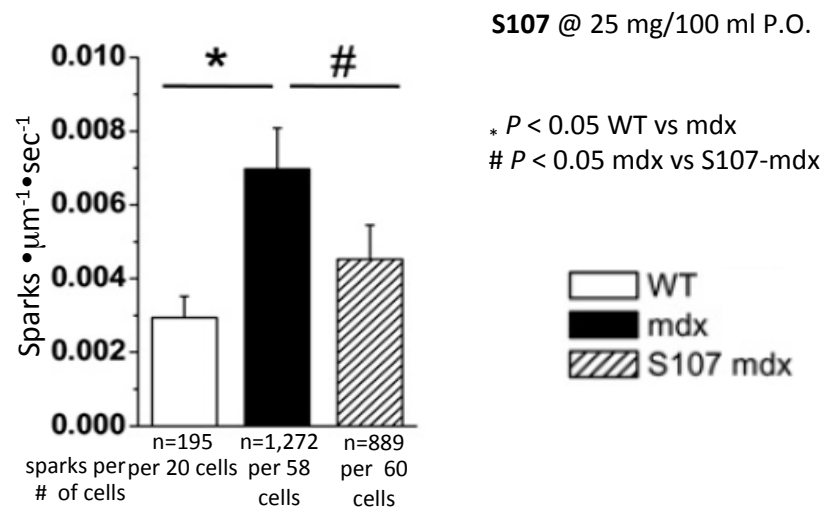 S107 @ 25 mg/100 ml P.O.
* P < 0.05 WT vs mdx
# P < 0.05 mdx vs S107-mdx
Sparks •µm⁻¹•sec⁻¹
0.010
0.008
0.006
0.004
0.002
0.000
* #
WT
mdx
S107 mdx
n=195 n=1,272 n=889
sparks per per 20 cells per 58 per 60
# of cells cells cells